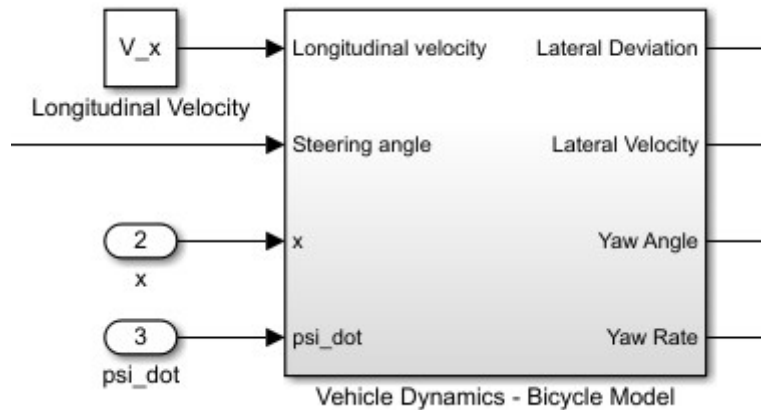 V_x
Longitudinal Velocity
Longitudinal velocity
Lateral Deviation
Steering angle
Lateral Velocity
2
x
x
Yaw Angle
3
psi_dot
psi_dot
Yaw Rate
Vehicle Dynamics - Bicycle Model